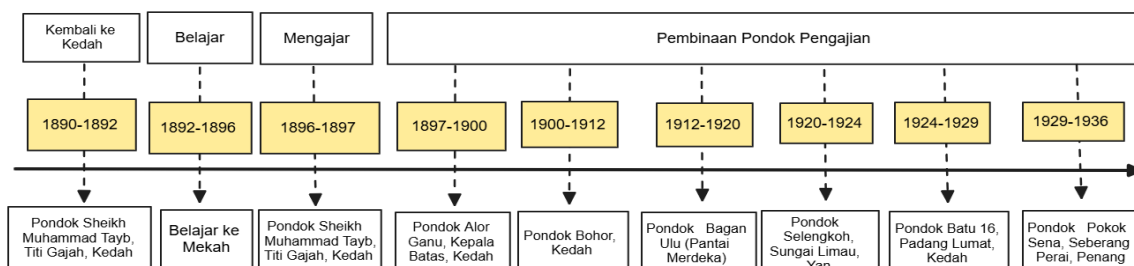 Kembali ke
Kedah
Belajar
Mengajar
Pembinaan Pondok Pengajian
1890-1892
1892-1896
1896-1897
1897-1900
1900-1912
1912-1920
1920-1924
1924-1929
1929-1936
Pondok Sheikh
Muhammad Tayb,
Titi Gajah, Kedah
Belajar ke
Mekah
Pondok Sheikh
Muhammad Tayb,
Titi Gajah, Kedah
Pondok Alor
Ganu, Kepala
Batas, Kedah
Pondok Bohor,
Kedah
Pondok Bagan
Ulu (Pantai
Merdeka)
Pondok
Selengkoh,
Sungai Limau,
Yan
Pondok Batu 16,
Padang Lumat,
Kedah
Pondok Pokok
Sena, Seberang
Perai, Penang